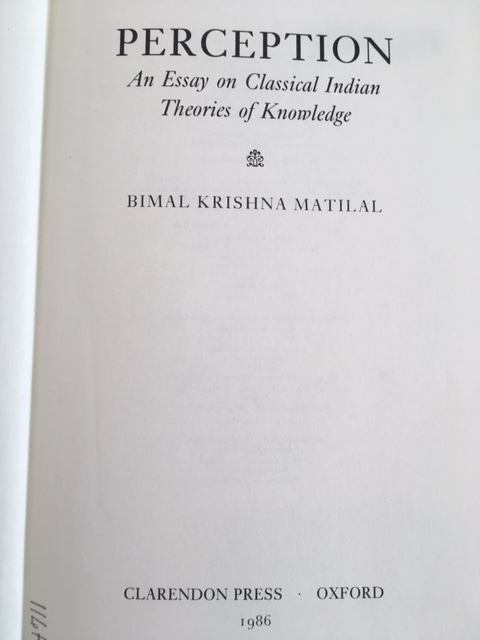 PERCEPTION
An Essay on Classical Indian
Theories of Knowledge
BIMAL KRISHNA MATILAL
CLARENDON PRESS · OXFORD
1986